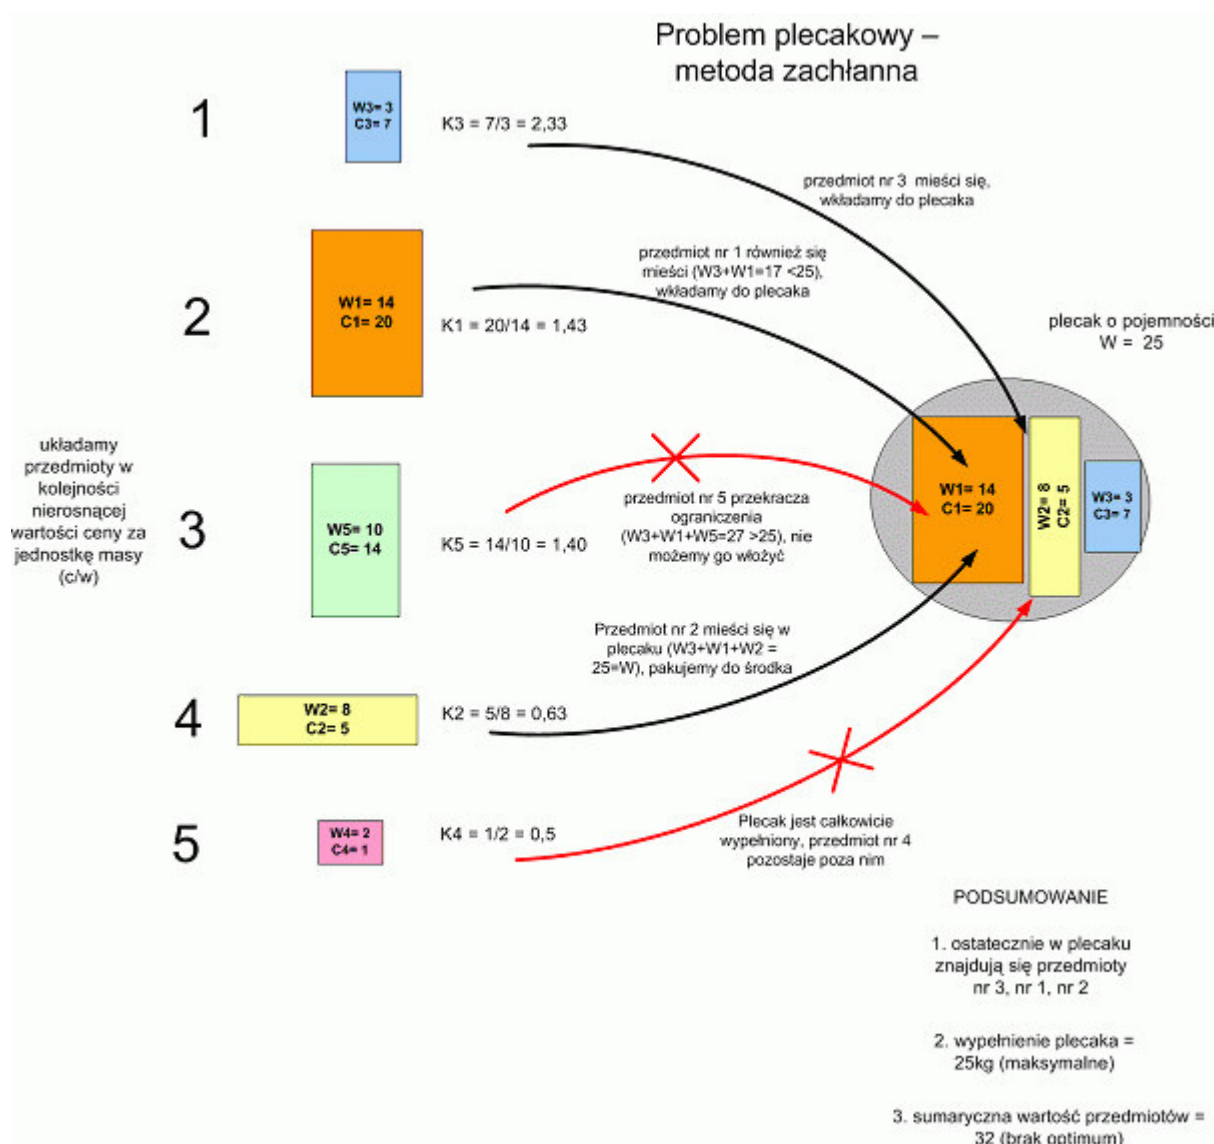 Problem plecakowy –
metoda zachłanna
1
W3= 3
C3= 7
K3 = 7/3 = 2,33
przedmiot nr 3 mieści się,
wkładamy do plecaka
przedmiot nr 1 również się
mieści (W3+W1=17 <25),
wkładamy do plecaka
2
W1= 14
C1= 20
K1 = 20/14 = 1,43
plecak o pojemności
W = 25
układamy
przedmioty w
kolejności
nierosnącej
wartości ceny za
jednostkę masy
(c/w)
3
W5= 10
C5= 14
K5 = 14/10 = 1,40
przedmiot nr 5 przekracza
ograniczenia
(W3+W1+W5=27 >25), nie
możemy go włożyć
W1= 14
C1= 20
W2= 8
C2= 5
W3= 3
C3= 7
Przedmiot nr 2 mieści się w
plecaku (W3+W1+W2 =
25=W), pakujemy do środka
4
W2= 8
C2= 5
K2 = 5/8 = 0,63
5
W4= 2
C4= 1
K4 = 1/2 = 0,5
Plecak jest całkowicie
wypełniony, przedmiot nr 4
pozostaje poza nim
PODSUMOWANIE
1. ostatecznie w plecaku
znajdują się przedmioty
nr 3, nr 1, nr 2
2. wypełnienie plecaka =
25kg (maksymalne)
3. sumaryczna wartość przedmiotów =
32 (brak optimum)